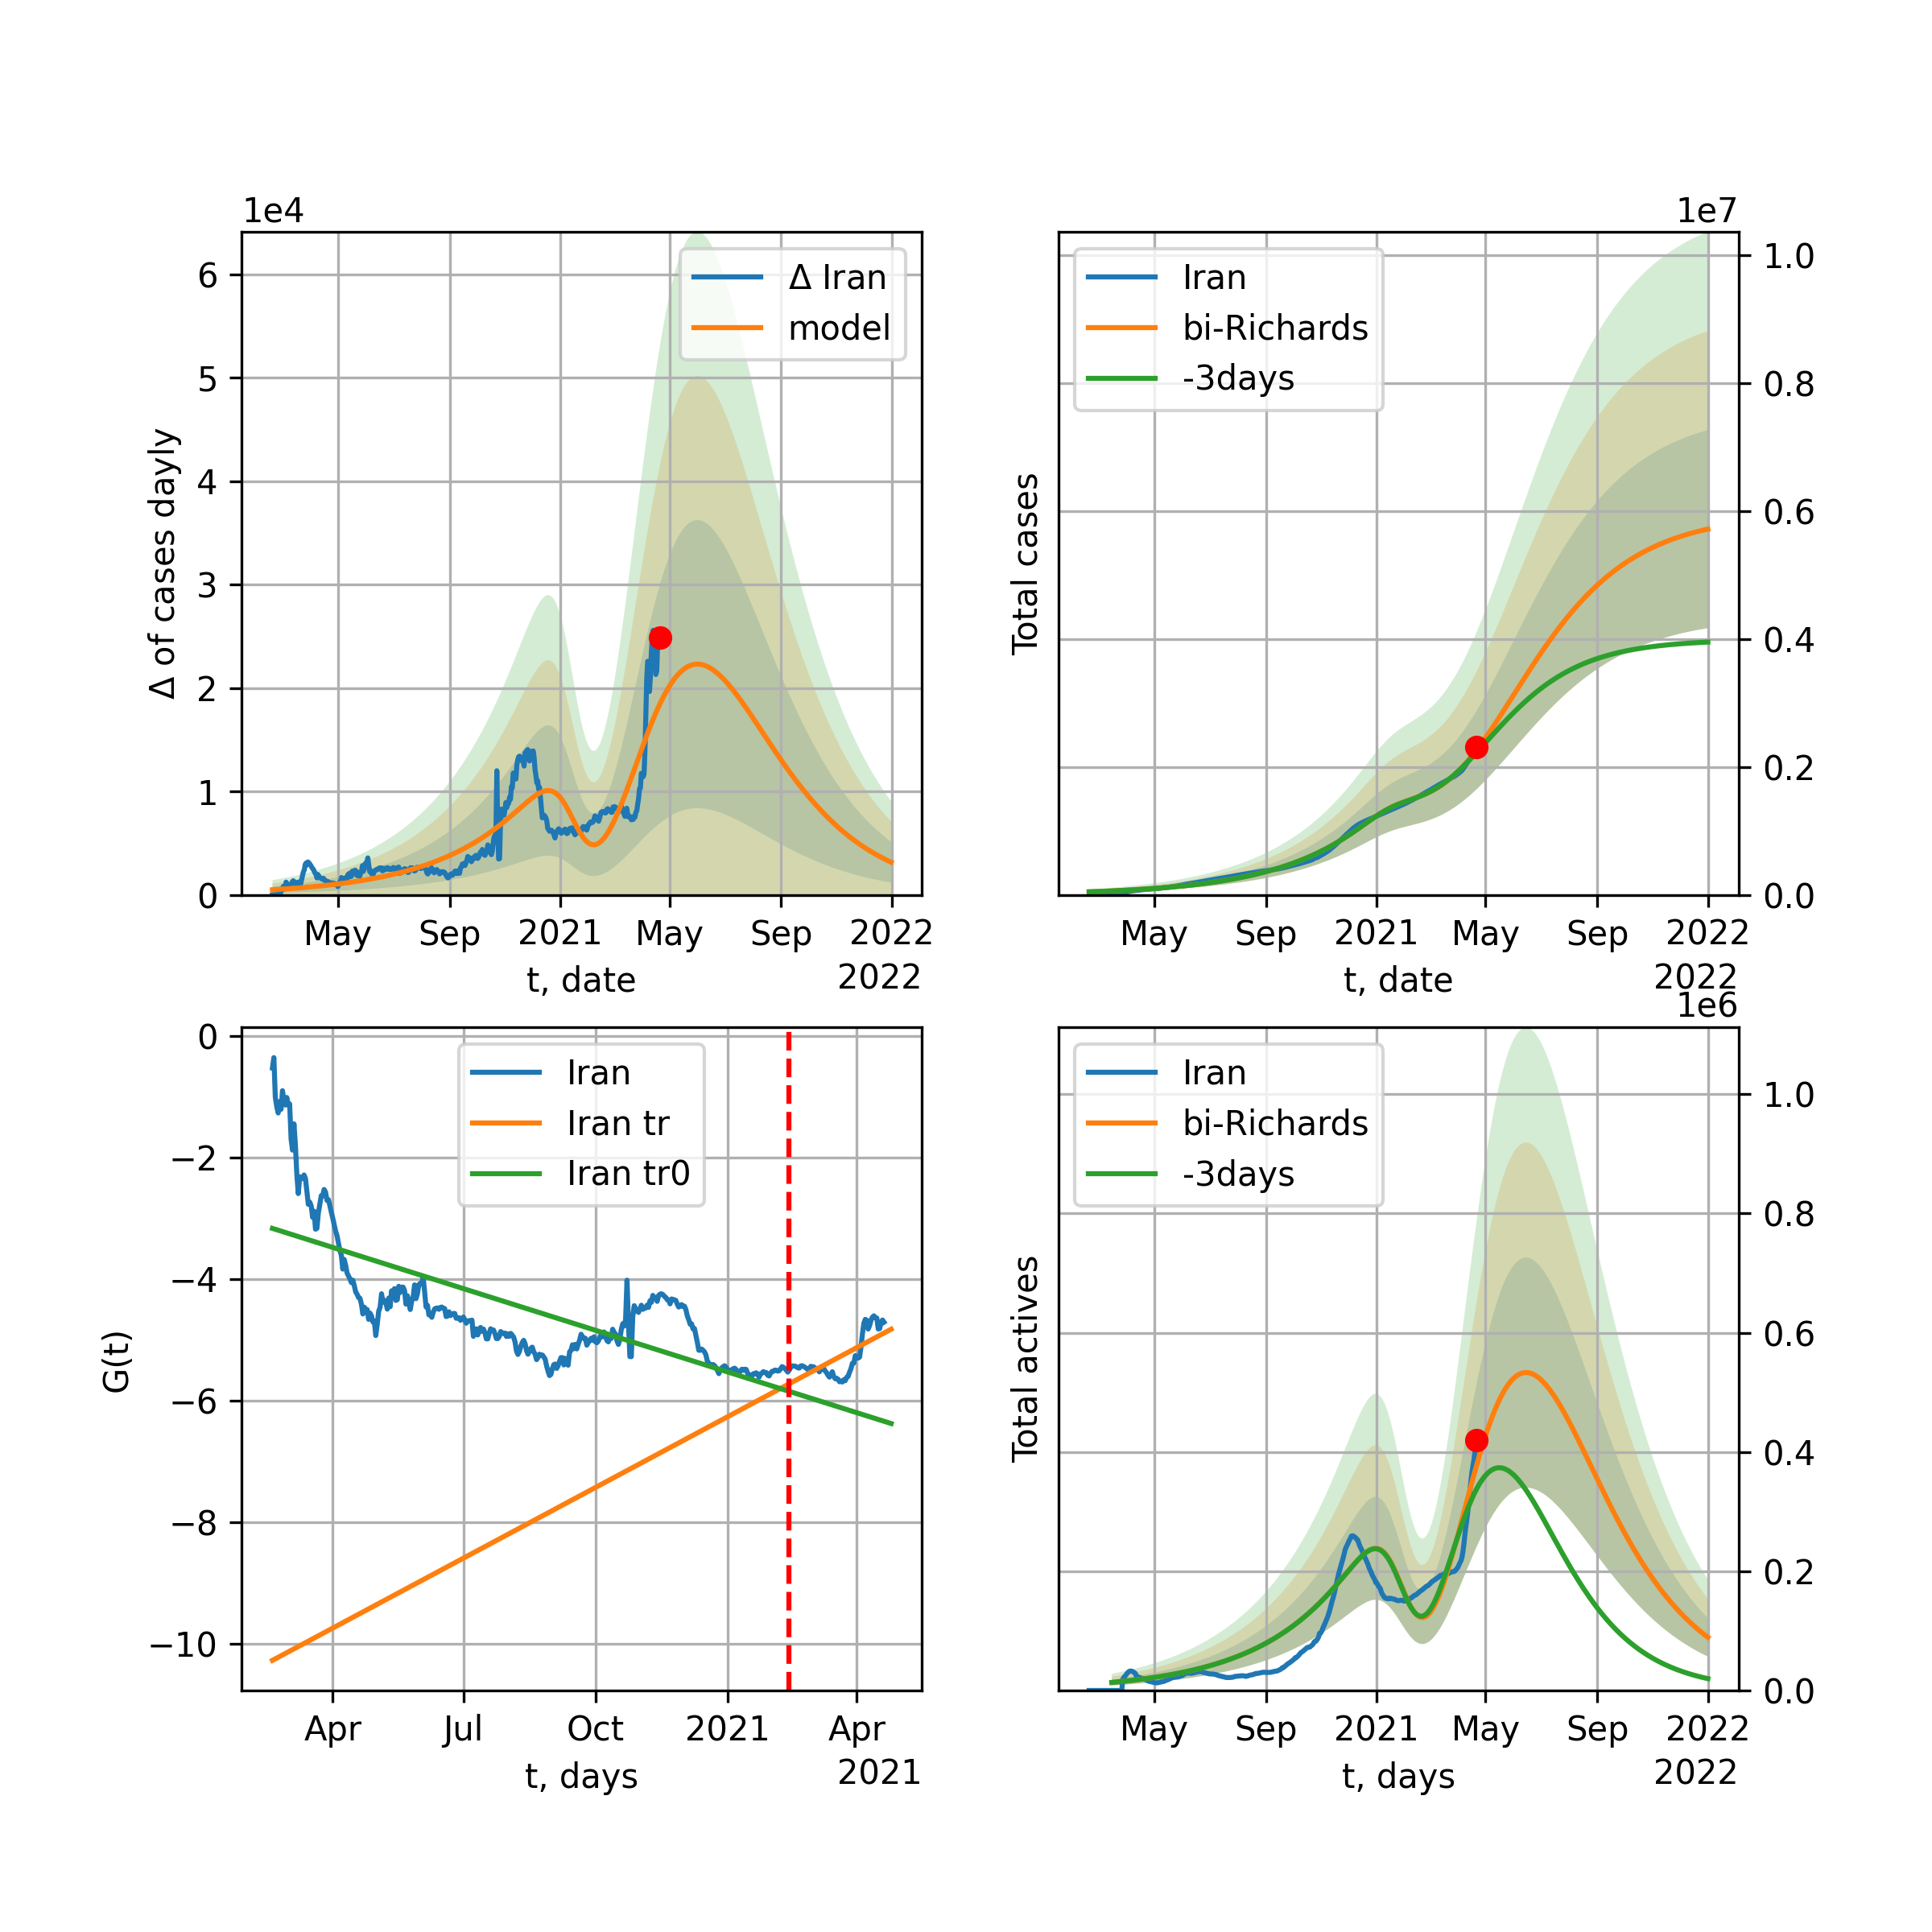 1e4
Δ of cases dayly
6
5
4
3
2
1
0
Δ Iran
model
May Sep 2021 May Sep 2022
t, date
2022
1e7
Total cases
Iran
bi-Richards
-3days
1.0
0.8
0.6
0.4
0.2
0.0
May Sep 2021 May Sep 2022
t, date
2022
G(t)
0
−2
−4
−6
−8
−10
Iran
Iran tr
Iran tr0
Apr Jul Oct 2021 Apr
t, days
2021
1e6
Total actives
Iran
bi-Richards
-3days
1.0
0.8
0.6
0.4
0.2
0.0
May Sep 2021 May Sep 2022
t, days
2022